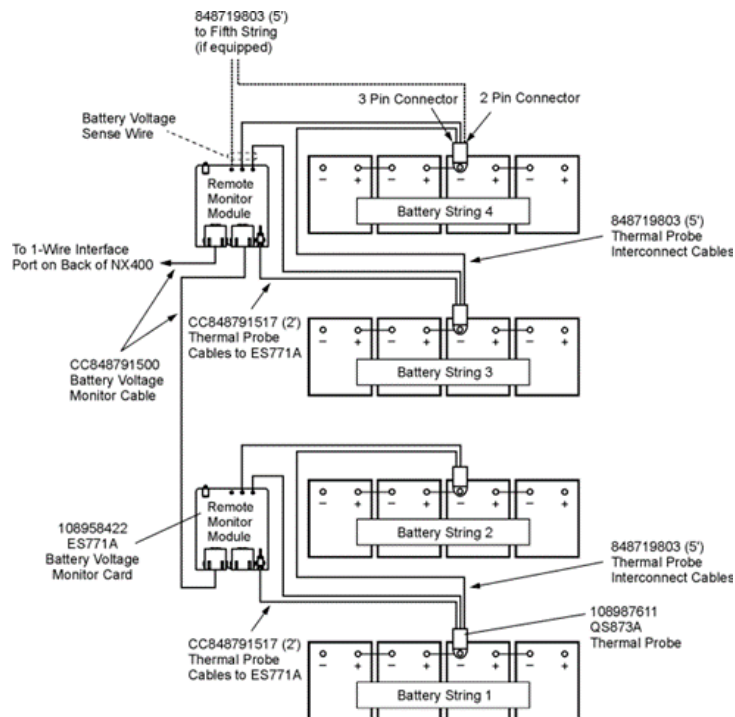 848719803 (5')
to Fifth String
(if equipped)
3 Pin Connector
2 Pin Connector
Battery Voltage
Sense Wire
Remote
Monitor
Module
- + - + - + - +
Battery String 4
848719803 (5')
Thermal Probe
Interconnect Cables
To 1-Wire Interface
Port on Back of NX400
CC848791517 (2')
Thermal Probe
Cables to ES771A
- + - + - + - +
Battery String 3
CC848791500
Battery Voltage
Monitor Cable
Remote
Monitor
Module
- + - + - + - +
Battery String 2
108958422
ES771A
Battery Voltage
Monitor Card
848719803 (5')
Thermal Probe
Interconnect Cables
108987611
QS873A
Thermal Probe
CC848791517 (2')
Thermal Probe
Cables to ES771A
- + - + - + - +
Battery String 1